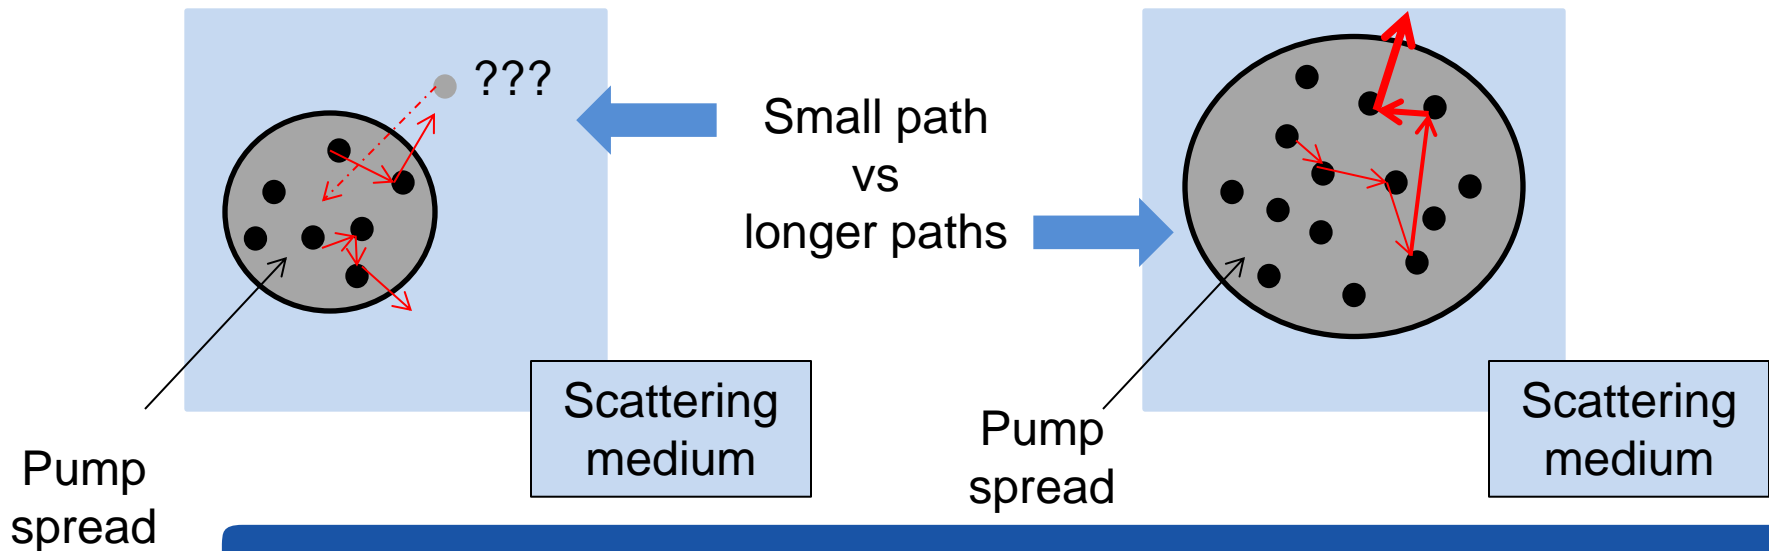 ???
Small path
vs
longer paths
Scattering
medium
Pump
spread
Pump
spread
Scattering
medium